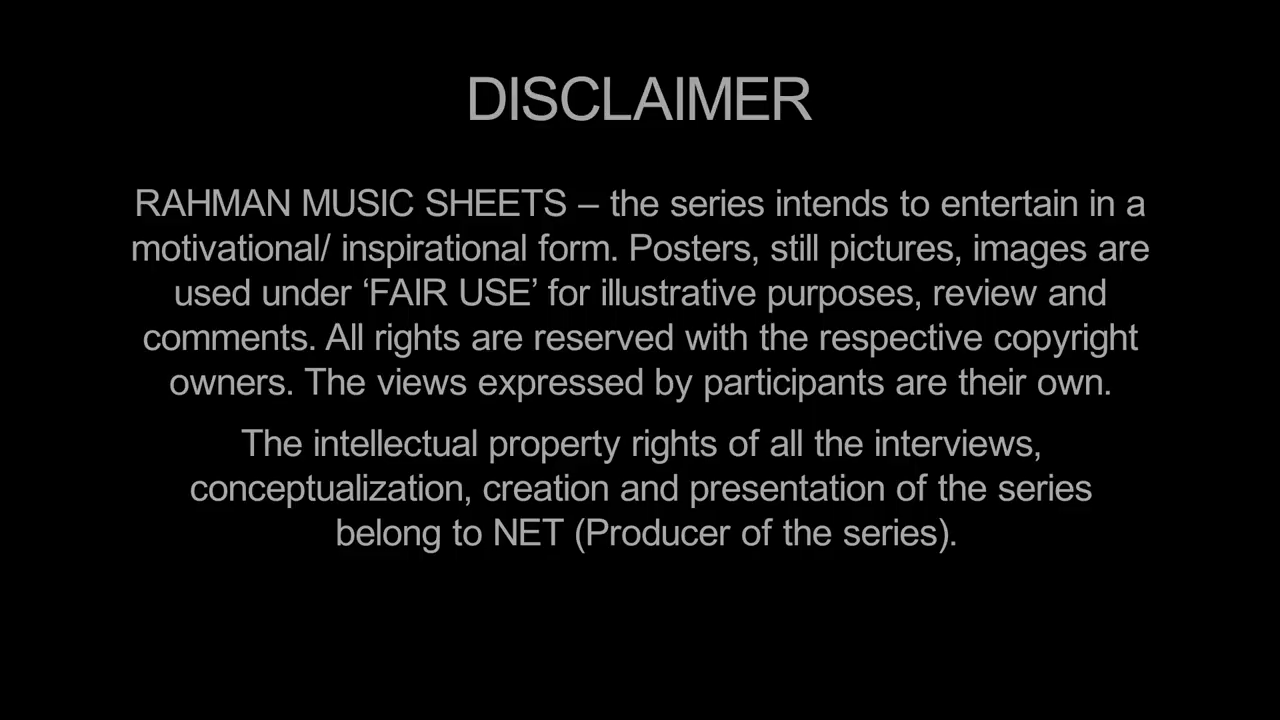 DISCLAIMER
RAHMAN MUSIC SHEETS – the series intends to entertain in a
motivational/ inspirational form. Posters, still pictures, images are
used under ‘FAIR USE’ for illustrative purposes, review and
comments. All rights are reserved with the respective copyright
owners. The views expressed by participants are their own.
The intellectual property rights of all the interviews,
conceptualization, creation and presentation of the series
belong to NET (Producer of the series).